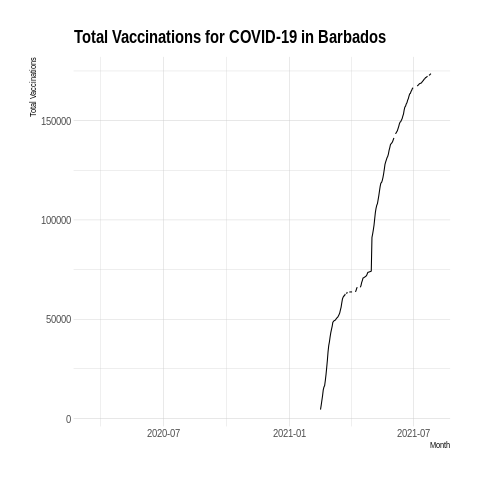 Total Vaccinations for COVID-19 in Barbados
Total Vaccinations
150000
100000
50000
0
2020-07 2021-01 2021-07
Month